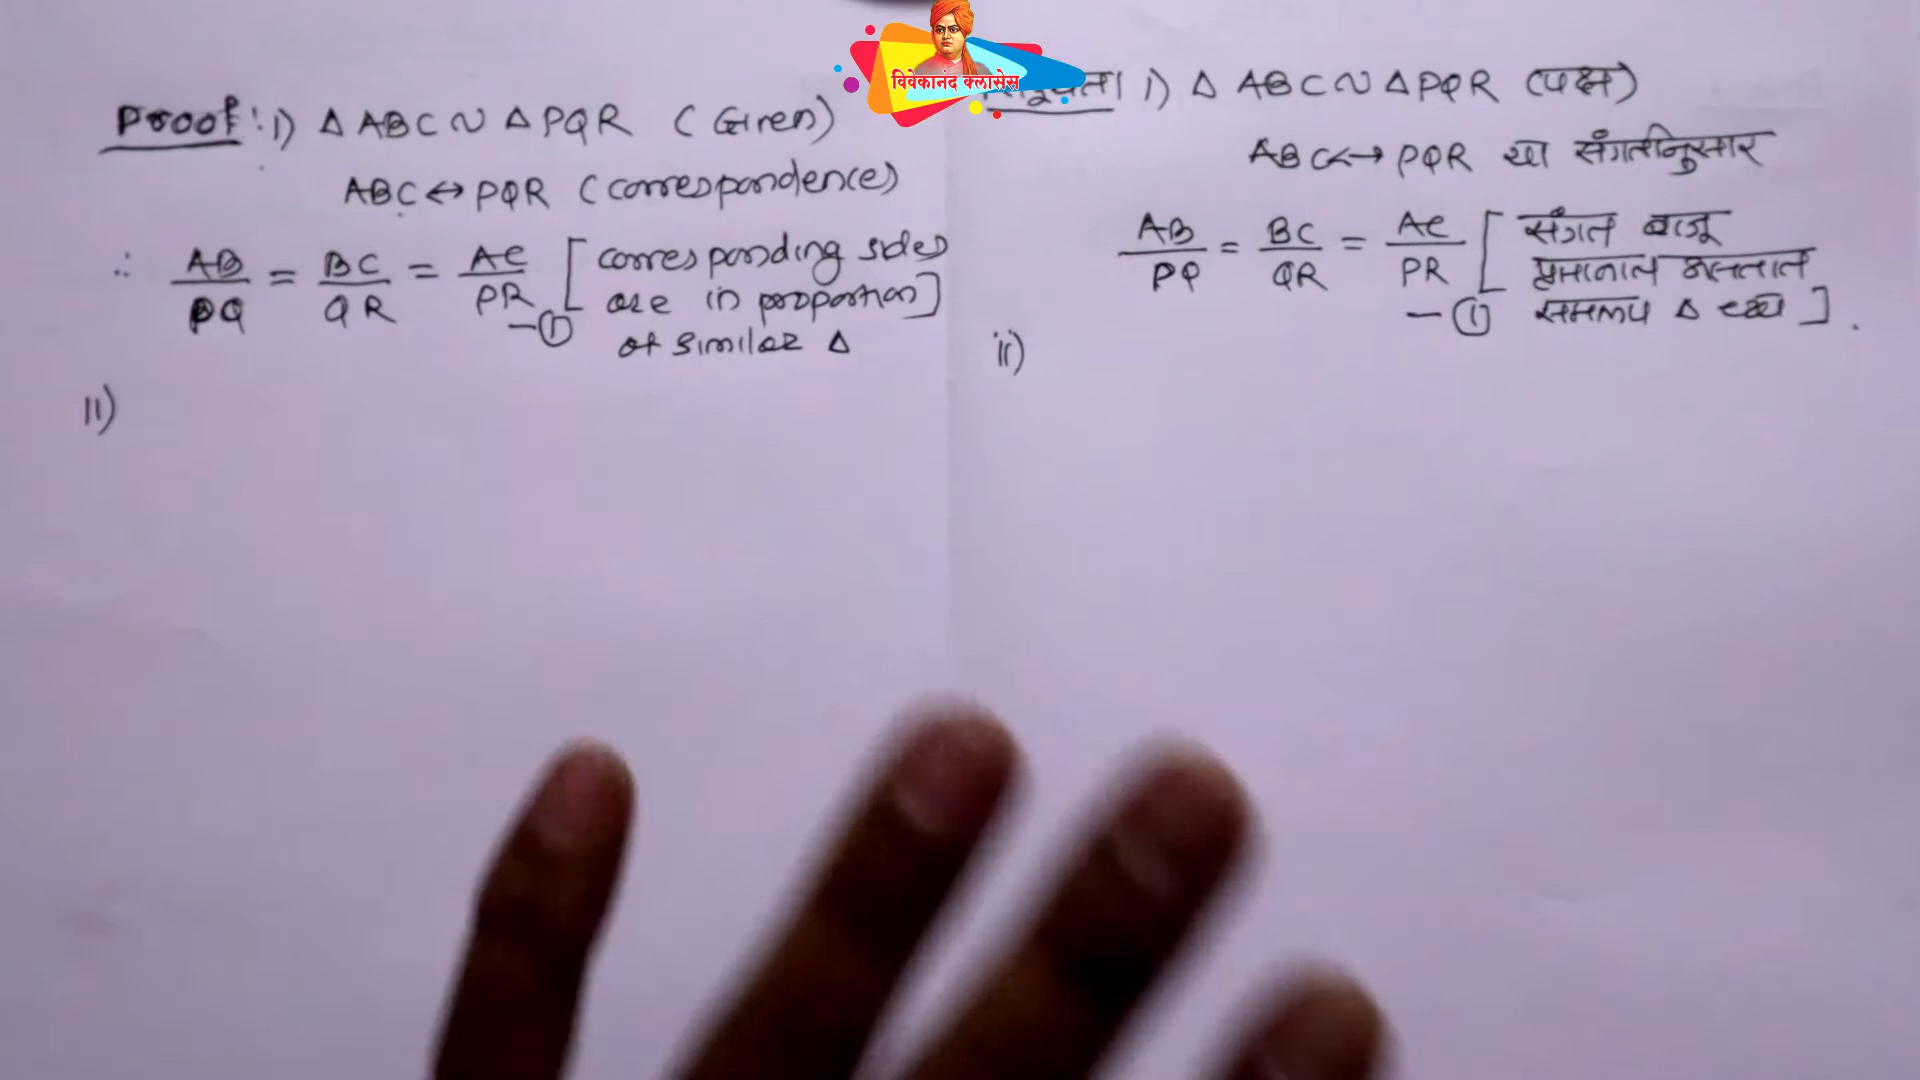 विवेकानंद क्लासेस
Proof : i) Δ ABC ~ Δ PQR (Given)
ABC ↔ PQR (correspondence)
∴ AB/PQ = BC/QR = AC/PR [corresponding sides
are in proportion]
— ①
of similar Δ
ii)
i) Δ ABC ~ Δ PQR (पक्ष)
ABC ↔ PQR या संगतीनुसार
AB/PQ = BC/QR = AC/PR [संगत बाजू
प्रमाणात असतात
— ① समरूप Δ च्या].
ii)